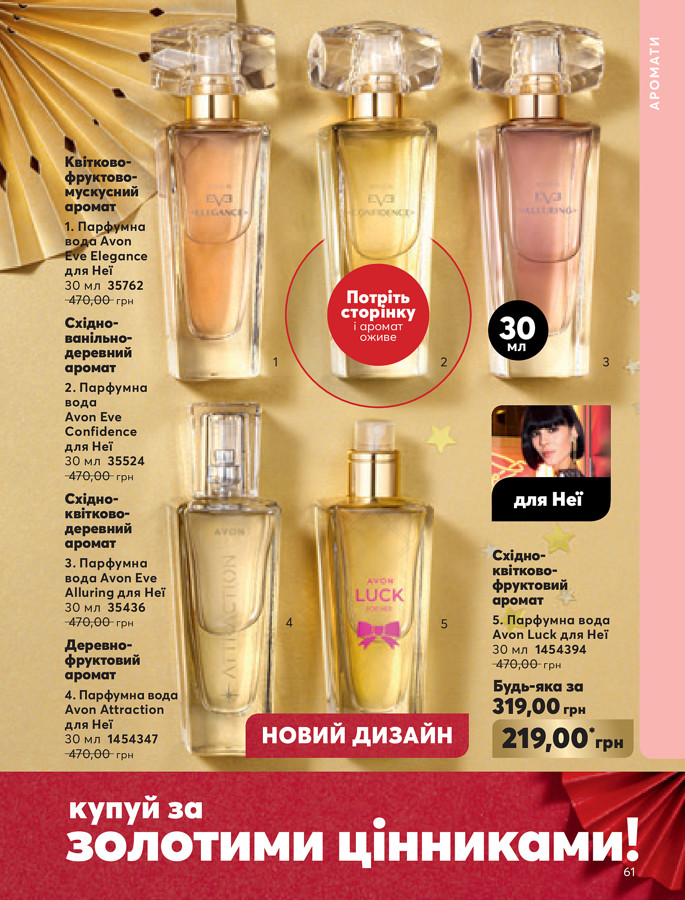 АРОМАТИ
Квітково-
фруктово-
мускусний
аромат
1. Парфумна
вода Avon
Eve Elegance
для Неї
30 мл 35762
470,00 грн
Східно-
ванільно-
деревний
аромат
2. Парфумна
вода
Avon Eve
Confidence
для Неї
30 мл 35524
470,00 грн
Східно-
квітково-
деревний
аромат
3. Парфумна
вода Avon Eve
Alluring для Неї
30 мл 35436
470,00 грн
Деревно-
фруктовий
аромат
4. Парфумна вода
Avon Attraction
для Неї
30 мл 1454347
470,00 грн
EVE
ELEGANCE
1
EVE
CONFIDENCE
Потріть
сторінку
і аромат
оживе
2
EVE
ALLURING
30
мл
3
AVON
ATTRACTION
4
AVON
LUCK
FOR HER
5
НОВИЙ ДИЗАЙН
для Неї
Східно-
квітково-
фруктовий
аромат
5. Парфумна вода
Avon Luck для Неї
30 мл 1454394
470,00 грн
Будь-яка за
319,00 грн
219,00* грн
купуй за
золотими цінниками!
61